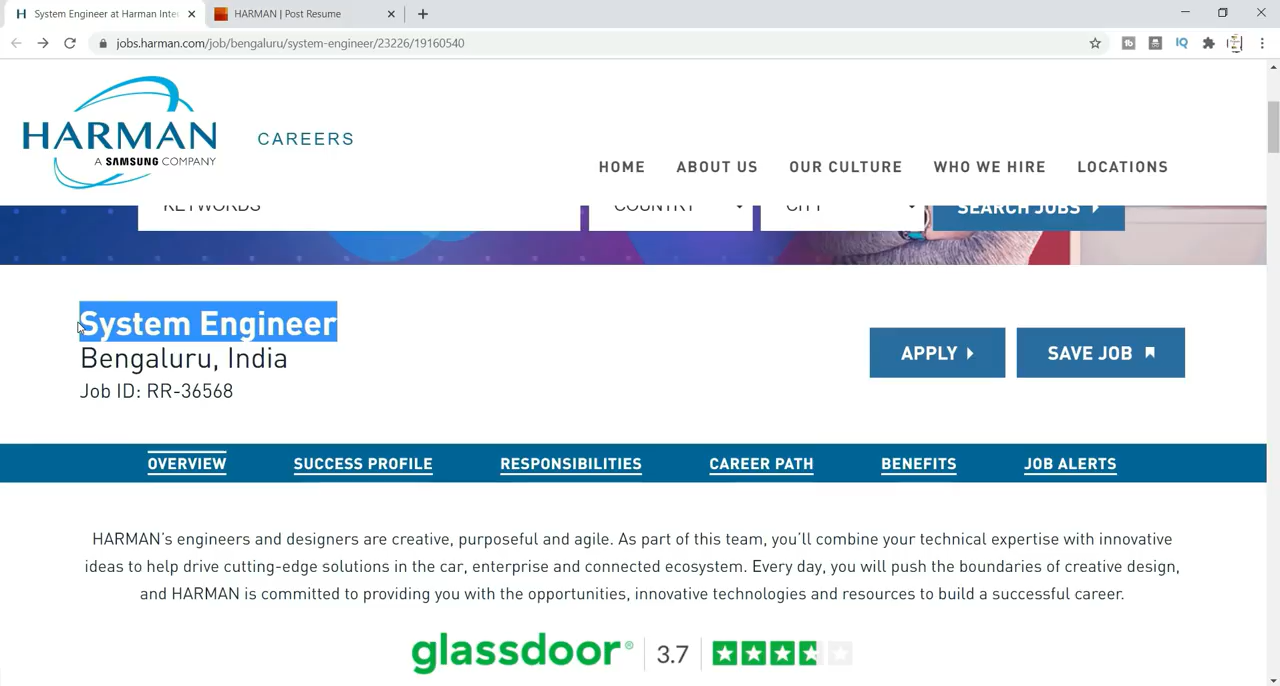 System Engineer at Harman Inte
HARMAN | Post Resume
jobs.harman.com/job/bengaluru/system-engineer/23226/19160540
IQ
HARMAN
A SAMSUNG COMPANY
CAREERS
HOME ABOUT US OUR CULTURE WHO WE HIRE LOCATIONS
KEYWORDS COUNTRY CITY SEARCH JOBS
System Engineer
Bengaluru, India
Job ID: RR-36568
APPLY SAVE JOB
OVERVIEW SUCCESS PROFILE RESPONSIBILITIES CAREER PATH BENEFITS JOB ALERTS
HARMAN's engineers and designers are creative, purposeful and agile. As part of this team, you'll combine your technical expertise with innovative
ideas to help drive cutting-edge solutions in the car, enterprise and connected ecosystem. Every day, you will push the boundaries of creative design,
and HARMAN is committed to providing you with the opportunities, innovative technologies and resources to build a successful career.
glassdoor® 3.7